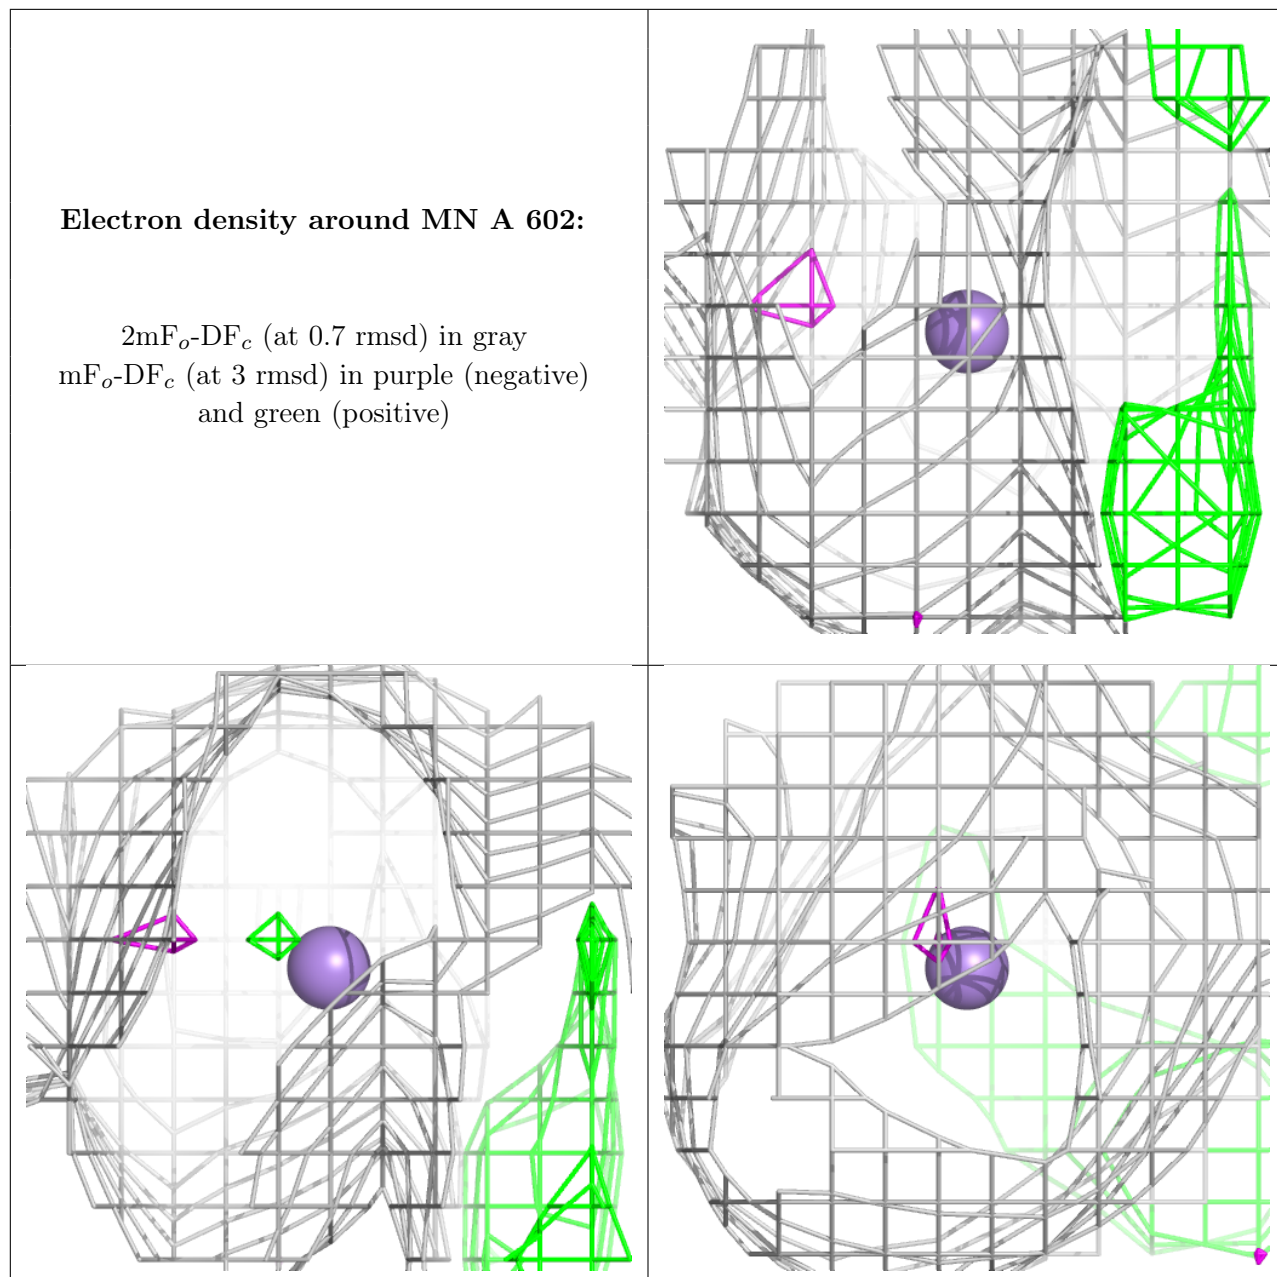 Electron density around MN A 602:
2mFo-DFc (at 0.7 rmsd) in gray
mFo-DFc (at 3 rmsd) in purple (negative)
and green (positive)